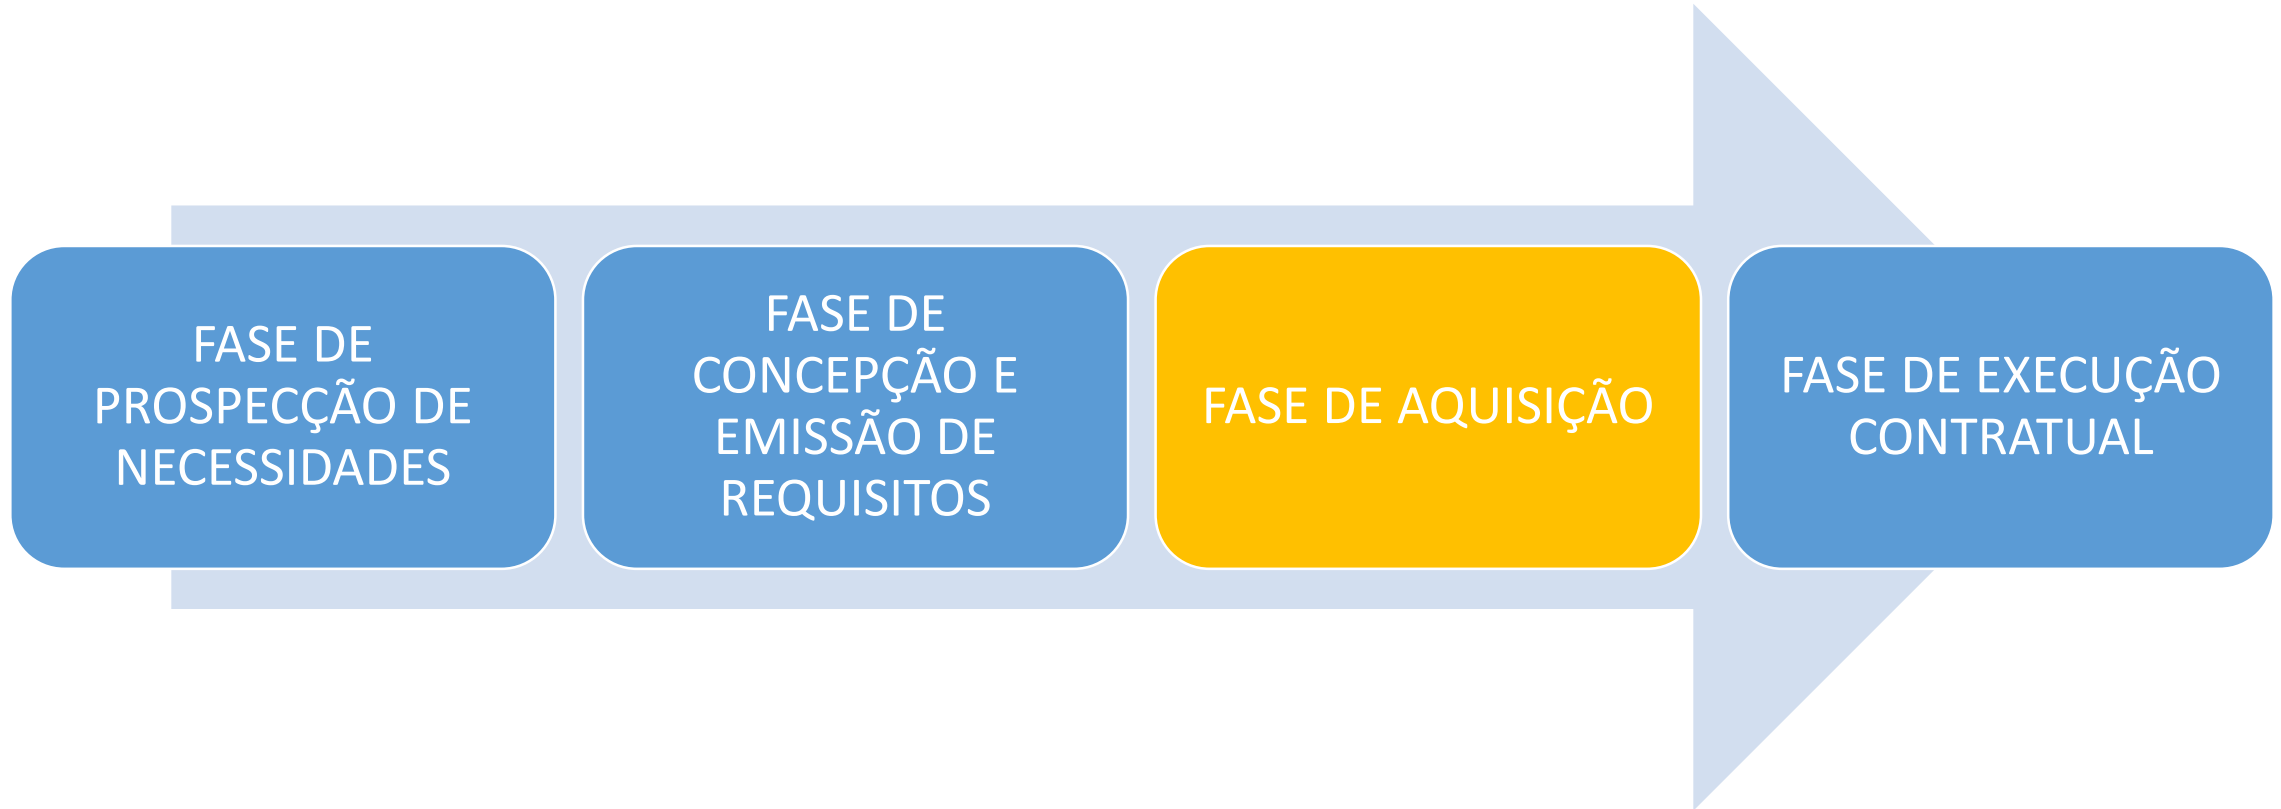 FASE DE
PROSPECÇÃO DE
NECESSIDADES
FASE DE
CONCEPÇÃO E
EMISSÃO DE
REQUISITOS
FASE DE AQUISIÇÃO
FASE DE EXECUÇÃO
CONTRATUAL